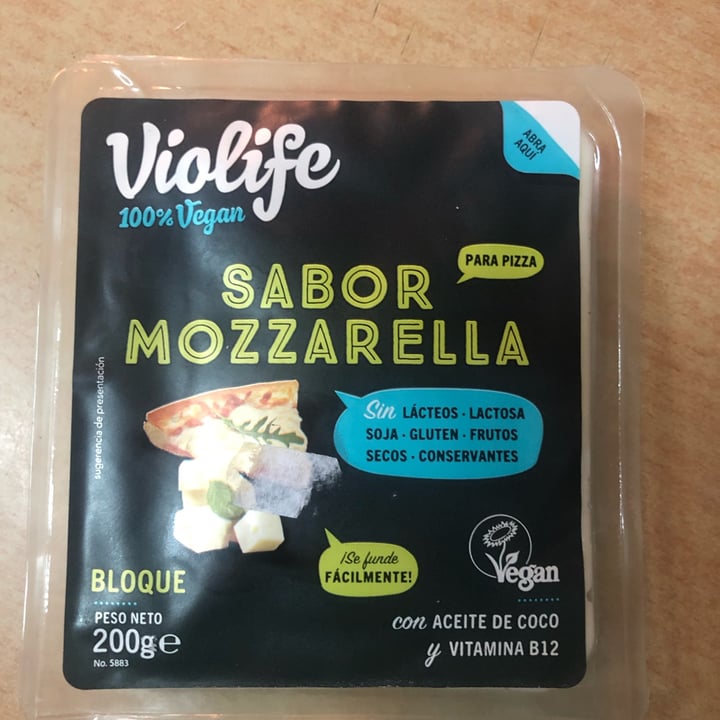 Violife
100% Vegan
ABRA
AQUÍ
PARA PIZZA
SABOR
MOZZARELLA
sugerencia de presentación
Sin LÁCTEOS · LACTOSA
SOJA · GLUTEN · FRUTOS
SECOS · CONSERVANTES
¡Se funde
FÁCILMENTE!
Vegan
BLOQUE
PESO NETO
200g℮
No. 5883
con ACEITE DE COCO
y VITAMINA B12